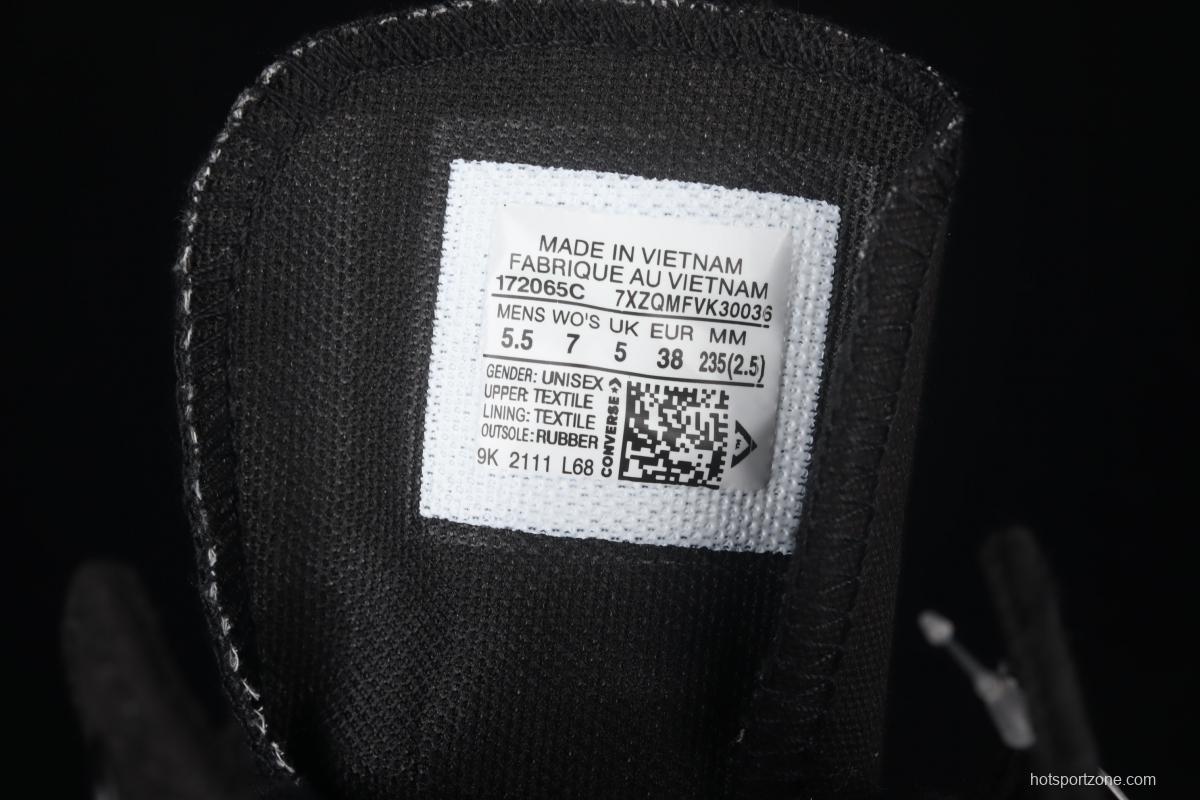 MADE IN VIETNAM
FABRIQUE AU VIETNAM
172065C 7XZQMFVK30036
MENS WO'S UK EUR MM
5.5 7 5 38 235(2.5)
GENDER: UNISEX
UPPER: TEXTILE
LINING: TEXTILE
OUTSOLE: RUBBER
9K 2111 L68
CONVERSE
hotsportzone.com